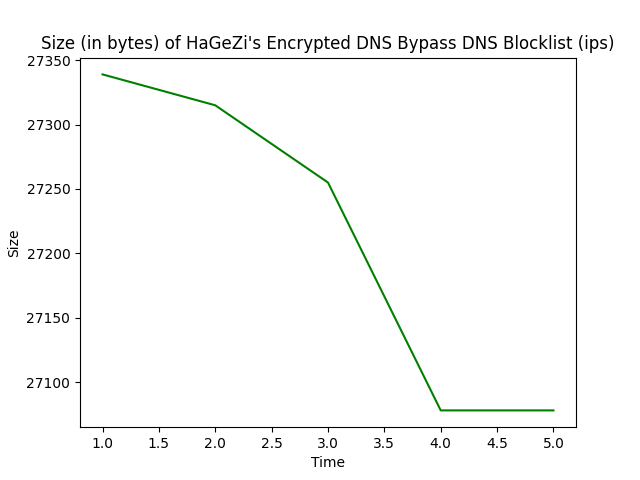 Size (in bytes) of HaGeZi's Encrypted DNS Bypass DNS Blocklist (ips)
27350
27300
27250
27200
27150
27100
Size
1.0 1.5 2.0 2.5 3.0 3.5 4.0 4.5 5.0
Time